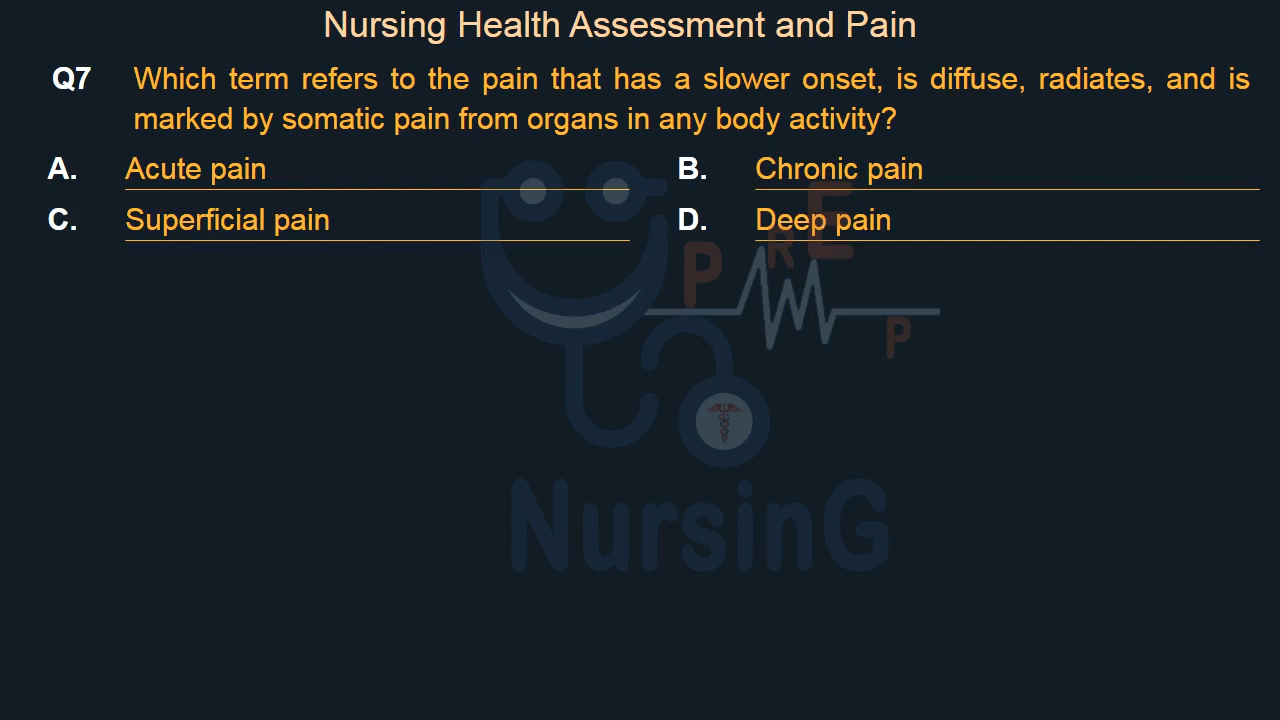 Nursing Health Assessment and Pain
Q7 Which term refers to the pain that has a slower onset, is diffuse, radiates, and is
marked by somatic pain from organs in any body activity?
A. Acute pain B. Chronic pain
C. Superficial pain D. Deep pain
PREP
NursinG